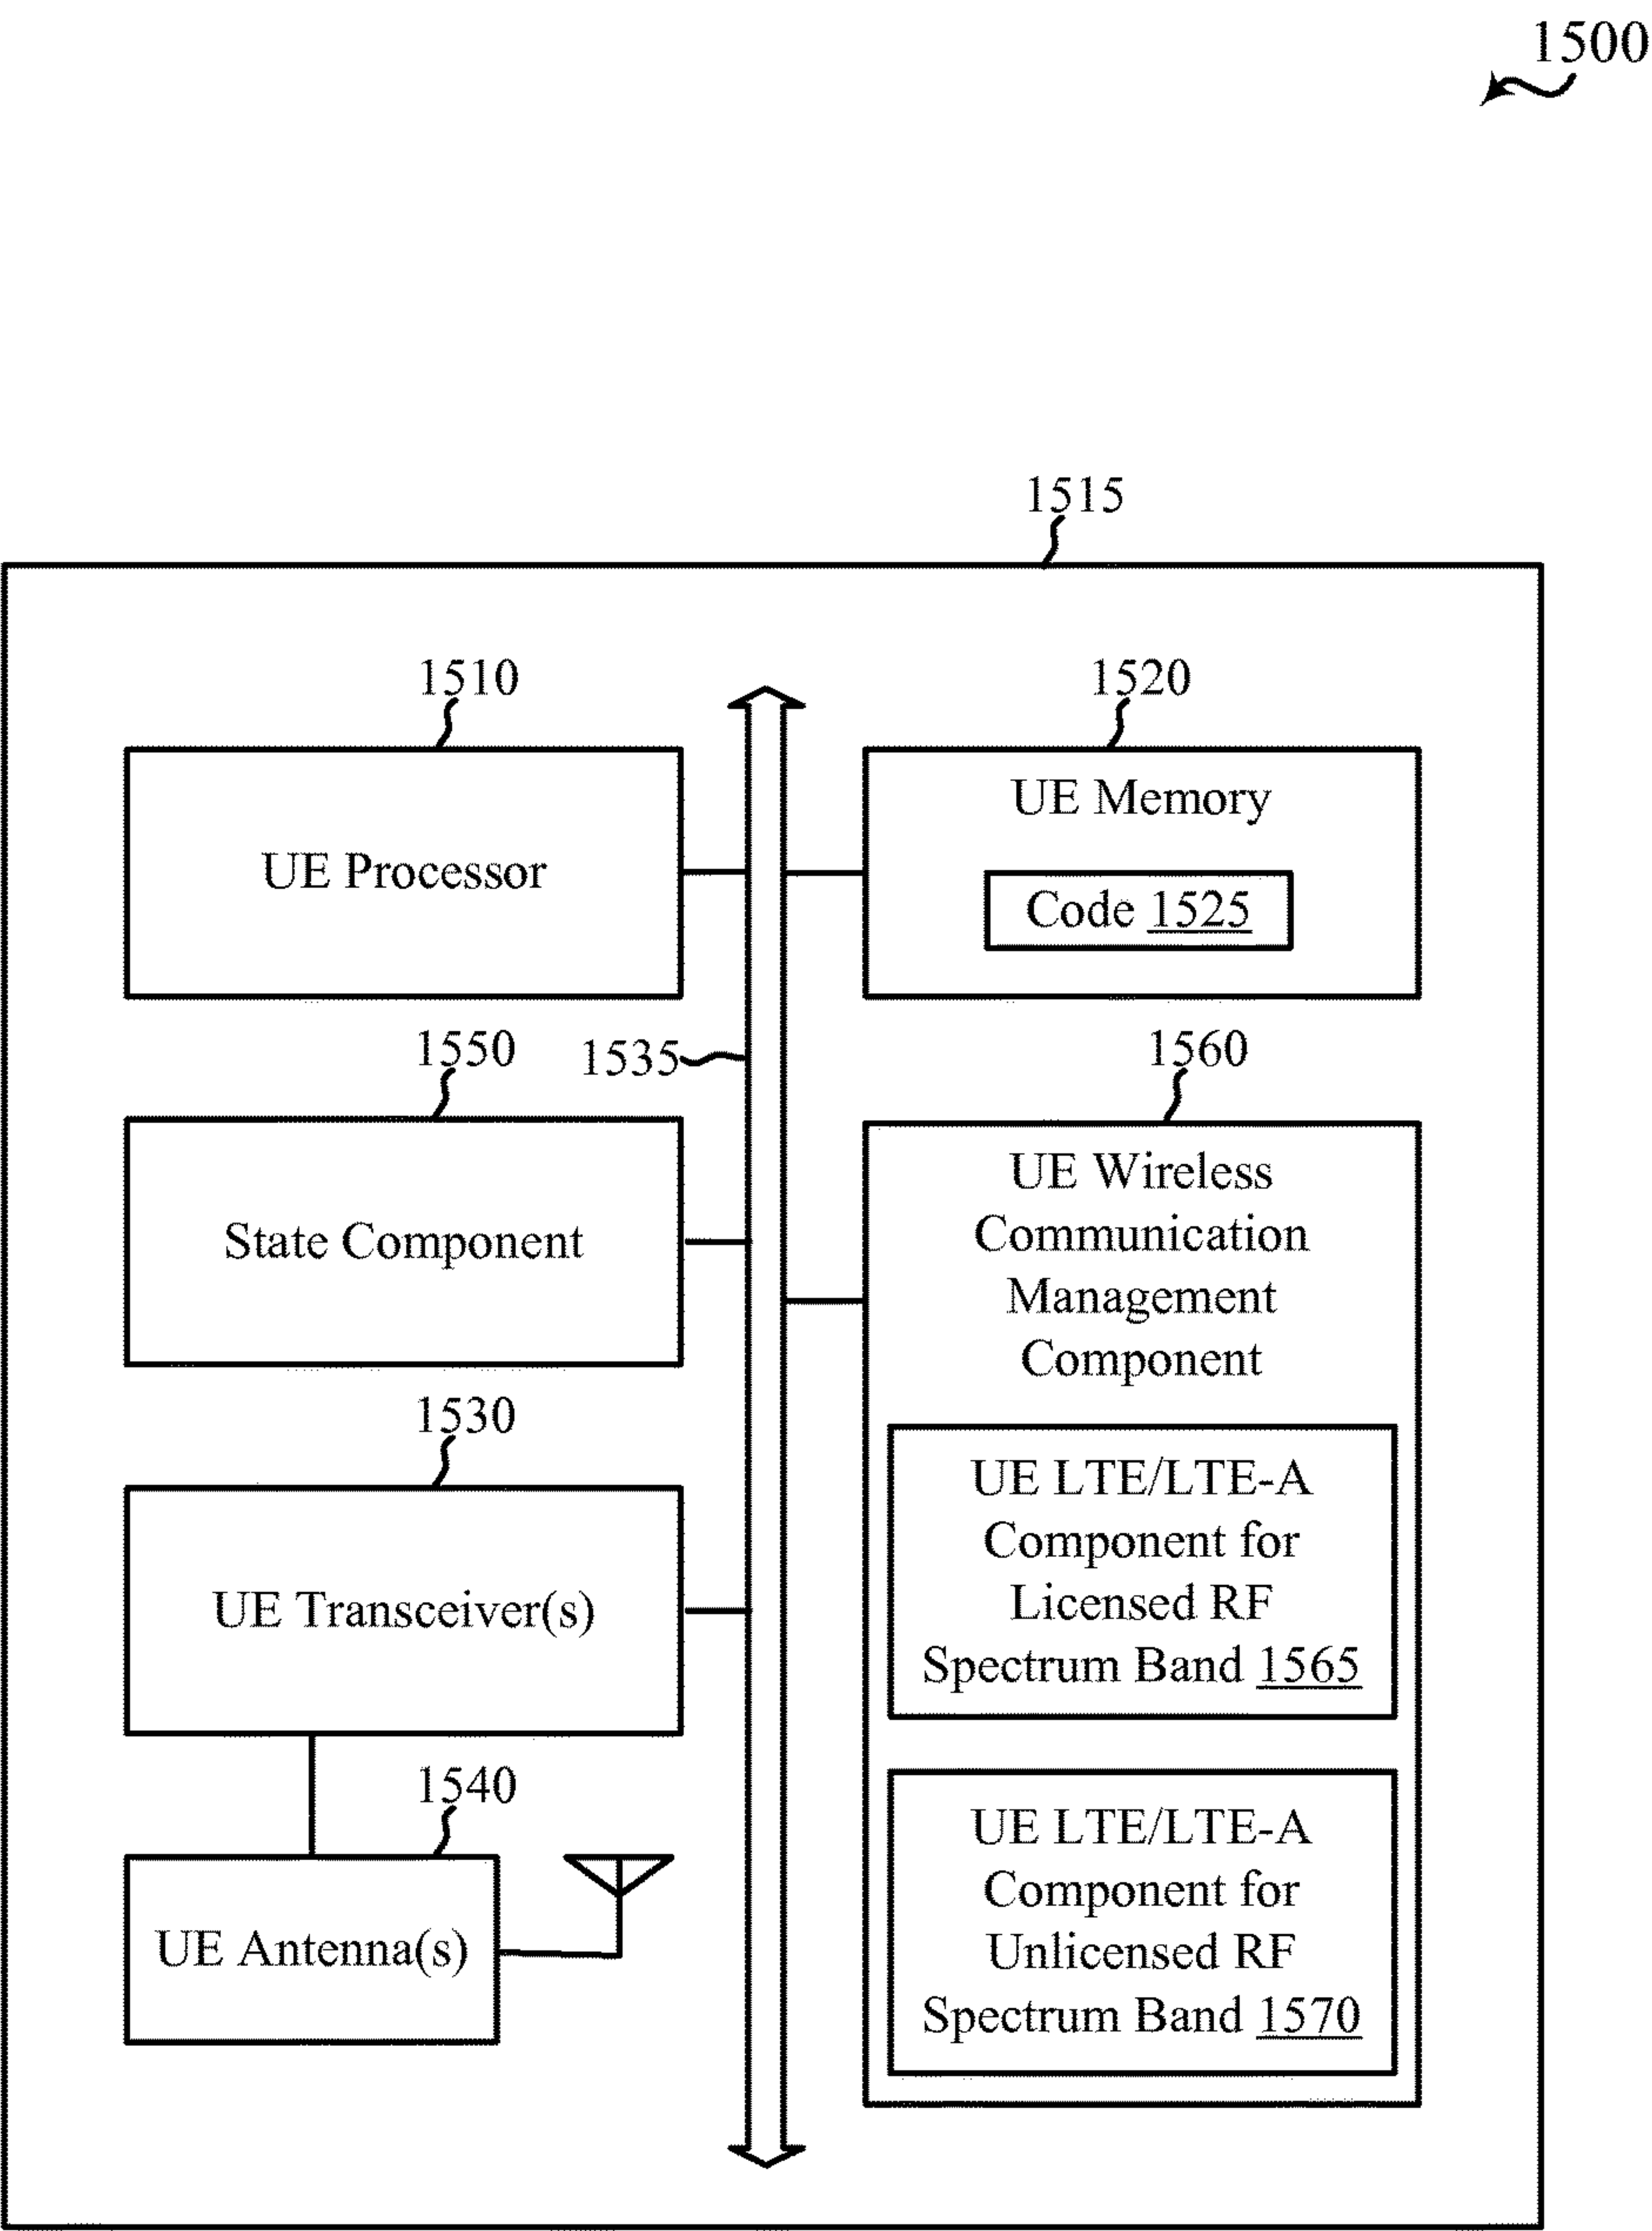 1500
1515
1510
1520
UE Processor
UE Memory
Code 1525
1550
1535
1560
State Component
UE Wireless
Communication
Management
Component
1530
UE Transceiver(s)
UE LTE/LTE-A
Component for
Licensed RF
Spectrum Band 1565
1540
UE Antenna(s)
UE LTE/LTE-A
Component for
Unlicensed RF
Spectrum Band 1570